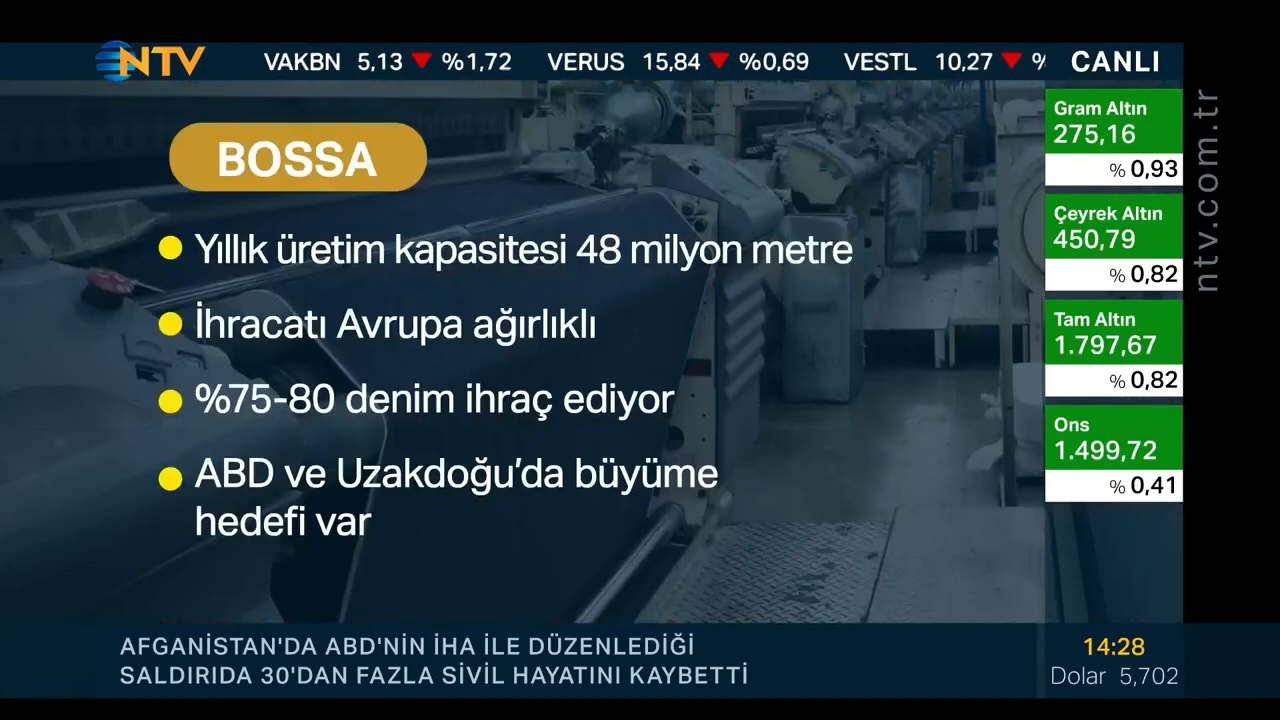 NTV
VAKBN 5,13 %1,72 VERUS 15,84 %0,69 VESTL 10,27 %
CANLI
BOSSA
Yıllık üretim kapasitesi 48 milyon metre
İhracatı Avrupa ağırlıklı
%75-80 denim ihraç ediyor
ABD ve Uzakdoğu'da büyüme
hedefi var
Gram Altın
275,16
% 0,93
Çeyrek Altın
450,79
% 0,82
Tam Altın
1.797,67
% 0,82
Ons
1.499,72
% 0,41
ntv.com.tr
AFGANİSTAN'DA ABD'NİN İHA İLE DÜZENLEDİĞİ
SALDIRIDA 30'DAN FAZLA SİVİL HAYATINI KAYBETTİ
14:28
Dolar 5,702